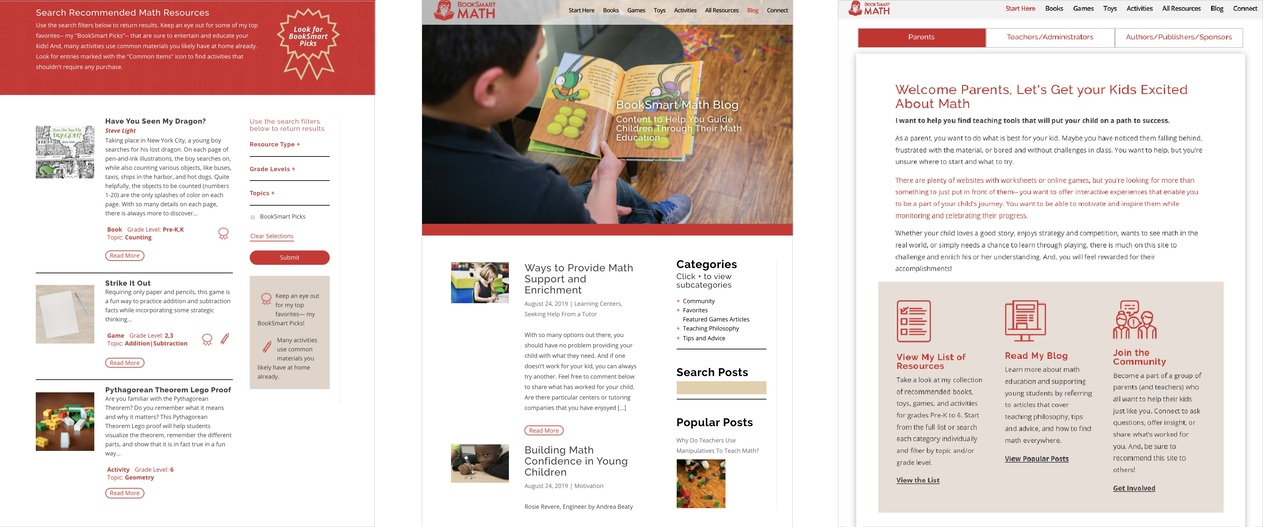 Search Recommended Math Resources
Use the search filters below to return results. Keep an eye out for some of my top
favorites– my "BookSmart Picks"– that are sure to entertain and educate your
kids! And, many activities use common materials you likely have at home already.
Look for entries marked with the "Common Items" icon to find activities that
shouldn't require any purchase.
Look for
BookSmart
Picks
Have You Seen My Dragon?
Steve Light
Taking place in New York City, a young boy
searches for his lost dragon. On each page of
pen-and-ink illustrations, the boy searches on,
while also counting various objects, like buses,
taxis, ships in the harbor, and hot dogs. Quite
helpfully, the objects to be counted (numbers
1-20) are the only splashes of color on each
page. With so many details on each page,
there is always more to discover...
Book Grade Level: Pre-K,K
Topic: Counting
Read More
Strike It Out
Requiring only paper and pencils, this game is
a fun way to practice addition and subtraction
facts while incorporating some strategic
thinking...
Game Grade Level: 2,3
Topic: Addition|Subtraction
Read More
Pythagorean Theorem Lego Proof
Are you familiar with the Pythagorean
Theorem? Do you remember what it means
and why it matters? This Pythagorean
Theorem Lego proof will help students
visualize the theorem, remember the different
parts, and show that it is in fact true in a fun
way...
Activity Grade Level: 6
Topic: Geometry
Read More
Use the search filters
below to return results
Resource Type +
Grade Levels +
Topics +
BookSmart Picks
Clear Selections
Submit
Keep an eye out
for my top
favorites— my
BookSmart Picks!
Many activities
use common
materials you
likely have at home
already.
BOOKSMART
MATH
Start Here Books Games Toys Activities All Resources Blog Connect
BookSmart Math Blog
Content to Help You Guide
Children Through Their Math
Education
Ways to Provide Math
Support and
Enrichment
August 24, 2019 | Learning Centers,
Seeking Help From a Tutor
With so many options out there, you
should have no problem providing your
child with what they need. And if one
doesn't work for your kid, you can always
try another. Feel free to comment below
to share what has worked for your child.
Are there particular centers or tutoring
companies that you have enjoyed [...]
Read More
Building Math
Confidence in Young
Children
August 24, 2019 | Motivation
Rosie Revere, Engineer by Andrea Beaty
Categories
Click + to view
subcategories
+ Community
+ Favorites
Featured Games Articles
+ Teaching Philosophy
+ Tips and Advice
Search Posts
Popular Posts
Why Do Teachers Use
Manipulatives To Teach Math?
BOOKSMART
MATH
Start Here Books Games Toys Activities All Resources Blog Connect
Parents
Teachers/Administrators
Authors/Publishers/Sponsors
Welcome Parents, Let's Get your Kids Excited
About Math
I want to help you find teaching tools that will put your child on a path to success.
As a parent, you want to do what is best for your kid. Maybe you have noticed them falling behind,
frustrated with the material, or bored and without challenges in class. You want to help, but you're
unsure where to start and what to try.
There are plenty of websites with worksheets or online games, but you're looking for more than
something to just put in front of them– you want to offer interactive experiences that enable you
to be a part of your child's journey. You want to be able to motivate and inspire them while
monitoring and celebrating their progress.
Whether your child loves a good story, enjoys strategy and competition, wants to see math in the
real world, or simply needs a chance to learn through playing, there is much on this site to
challenge and enrich his or her understanding. And, you will feel rewarded for their
accomplishments!
View My List of
Resources
Take a look at my collection
of recommended books,
toys, games, and activities
for grades Pre-K to 6. Start
from the full list or search
each category individually
and filter by topic and/or
grade level.
View the List
Read My Blog
Learn more about math
education and supporting
young students by referring
to articles that cover
teaching philosophy, tips
and advice, and how to find
math everywhere.
View Popular Posts
Join the
Community
Become a part of a group of
parents (and teachers) who
all want to help their kids
just like you. Connect to ask
questions, offer insight, or
share what's worked for
you. And, be sure to
recommend this site to
others!
Get Involved